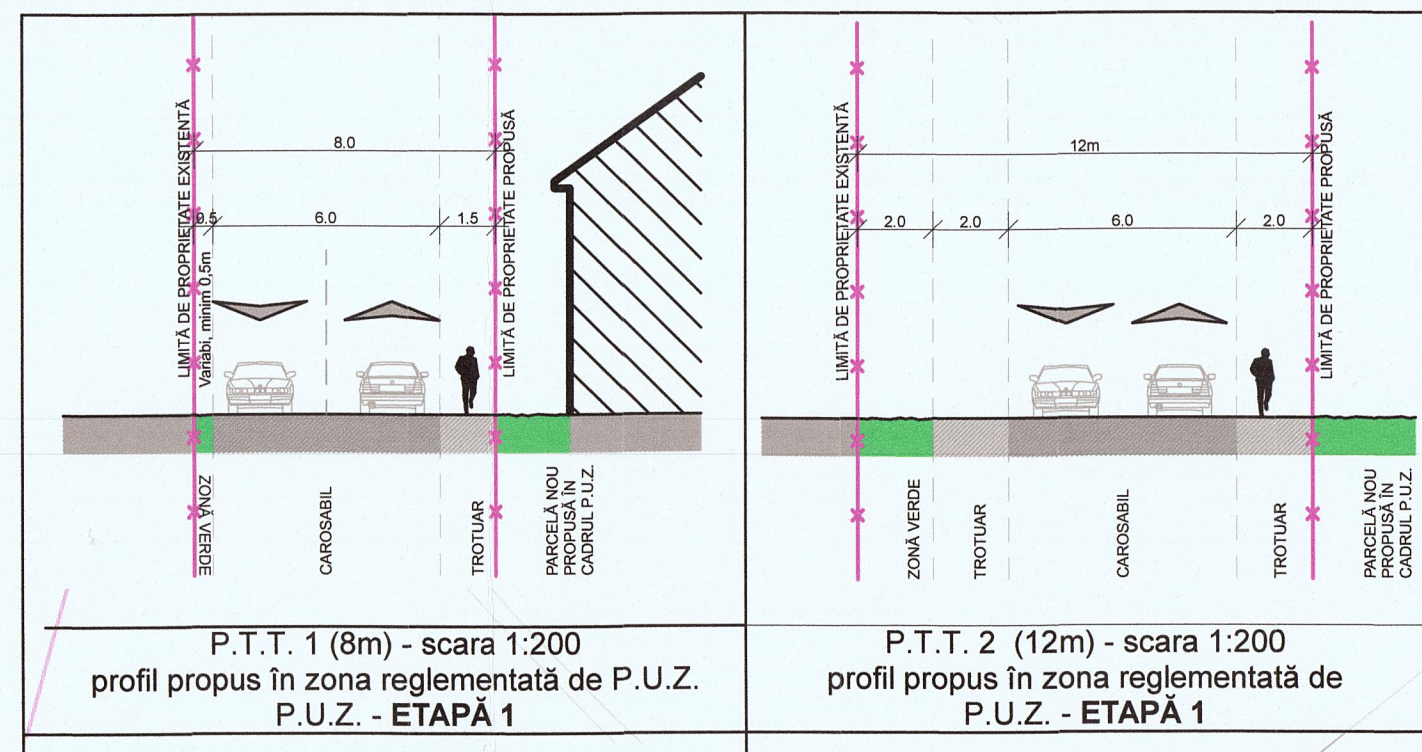 LIMITĂ DE PROPRIETATE EXISTENTĂ
Variabi, minim 0,5m
8.0
0.5
6.0
1.5
LIMITĂ DE PROPRIETATE PROPUSĂ
ZONĂ VERDE
CAROSABIL
TROTUAR
PARCELĂ NOU
PROPUSĂ ÎN
CADRUL P.U.Z.
P.T.T. 1 (8m) - scara 1:200
profil propus în zona reglementată de P.U.Z.
P.U.Z. - ETAPĂ 1
LIMITĂ DE PROPRIETATE EXISTENTĂ
12m
2.0
2.0
6.0
2.0
LIMITĂ DE PROPRIETATE PROPUSĂ
ZONĂ VERDE
TROTUAR
CAROSABIL
TROTUAR
PARCELĂ NOU
PROPUSĂ ÎN
CADRUL P.U.Z.
P.T.T. 2 (12m) - scara 1:200
profil propus în zona reglementată de
P.U.Z. - ETAPĂ 1